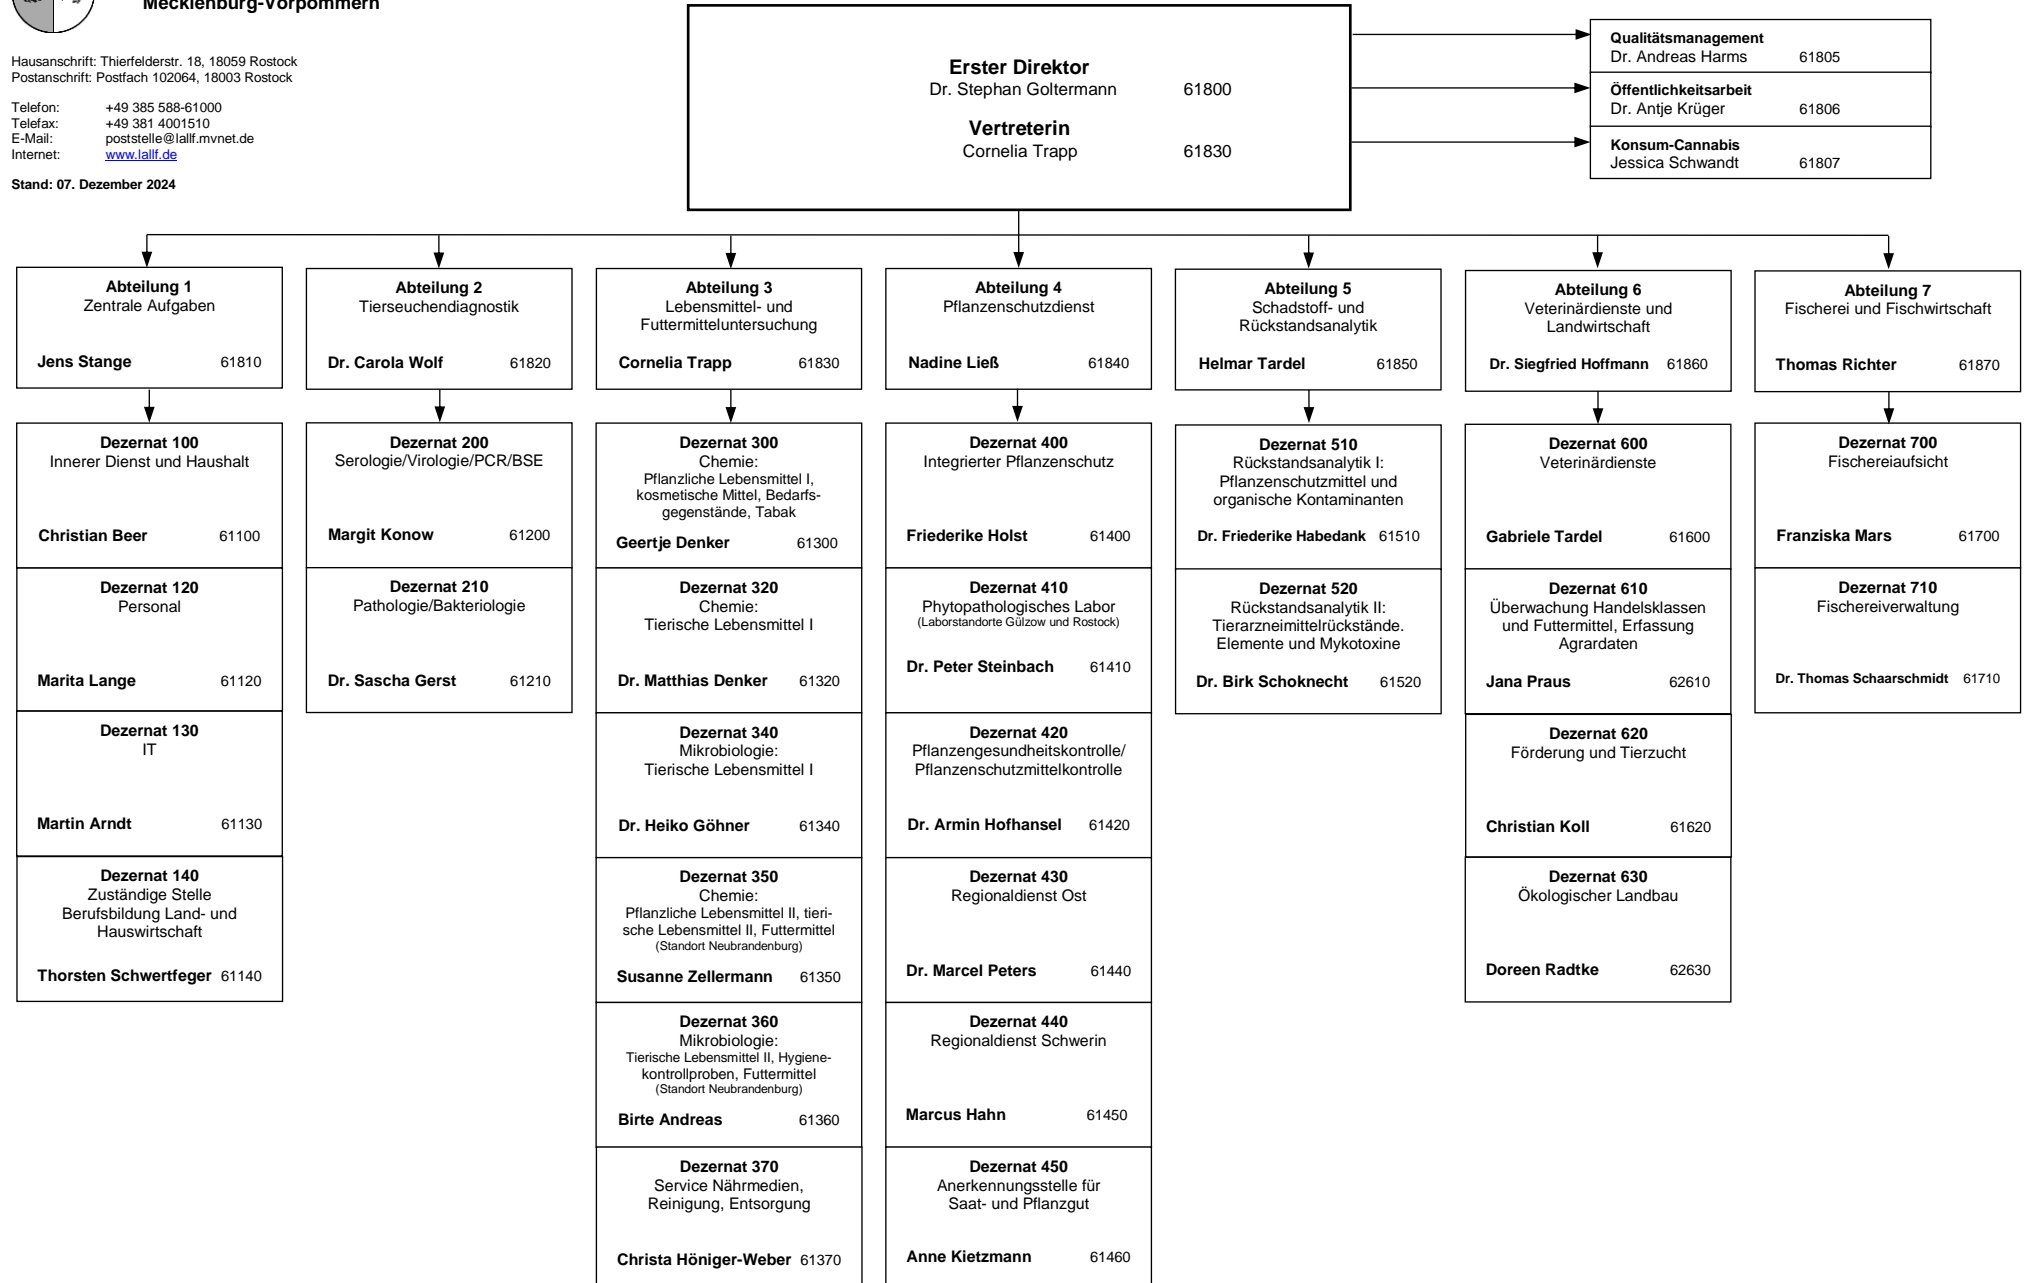 Mecklenburg-Vorpommern
Hausanschrift: Thierfelderstr. 18, 18059 Rostock
Postanschrift: Postfach 102064, 18003 Rostock
Telefon: +49 385 588-61000
Telefax: +49 381 4001510
E-Mail: poststelle@lallf.mvnet.de
Internet: www.lallf.de
Stand: 07. Dezember 2024
Erster Direktor
Dr. Stephan Goltermann 61800
Vertreterin
Cornelia Trapp 61830
Qualitätsmanagement
Dr. Andreas Harms 61805
Öffentlichkeitsarbeit
Dr. Antje Krüger 61806
Konsum-Cannabis
Jessica Schwandt 61807
Abteilung 1
Zentrale Aufgaben
Jens Stange 61810
Dezernat 100
Innerer Dienst und Haushalt
Christian Beer 61100
Dezernat 120
Personal
Marita Lange 61120
Dezernat 130
IT
Martin Arndt 61130
Dezernat 140
Zuständige Stelle
Berufsbildung Land- und
Hauswirtschaft
Thorsten Schwertfeger 61140
Abteilung 2
Tierseuchendiagnostik
Dr. Carola Wolf 61820
Dezernat 200
Serologie/Virologie/PCR/BSE
Margit Konow 61200
Dezernat 210
Pathologie/Bakteriologie
Dr. Sascha Gerst 61210
Abteilung 3
Lebensmittel- und
Futtermitteluntersuchung
Cornelia Trapp 61830
Dezernat 300
Chemie:
Pflanzliche Lebensmittel I,
kosmetische Mittel, Bedarfs-
gegenstände, Tabak
Geertje Denker 61300
Dezernat 320
Chemie:
Tierische Lebensmittel I
Dr. Matthias Denker 61320
Dezernat 340
Mikrobiologie:
Tierische Lebensmittel I
Dr. Heiko Göhner 61340
Dezernat 350
Chemie:
Pflanzliche Lebensmittel II, tieri-
sche Lebensmittel II, Futtermittel
(Standort Neubrandenburg)
Susanne Zellermann 61350
Dezernat 360
Mikrobiologie:
Tierische Lebensmittel II, Hygiene-
kontrollproben, Futtermittel
(Standort Neubrandenburg)
Birte Andreas 61360
Dezernat 370
Service Nährmedien,
Reinigung, Entsorgung
Christa Höniger-Weber 61370
Abteilung 4
Pflanzenschutzdienst
Nadine Ließ 61840
Dezernat 400
Integrierter Pflanzenschutz
Friederike Holst 61400
Dezernat 410
Phytopathologisches Labor
(Laborstandorte Gülzow und Rostock)
Dr. Peter Steinbach 61410
Dezernat 420
Pflanzengesundheitskontrolle/
Pflanzenschutzmittelkontrolle
Dr. Armin Hofhansel 61420
Dezernat 430
Regionaldienst Ost
Dr. Marcel Peters 61440
Dezernat 440
Regionaldienst Schwerin
Marcus Hahn 61450
Dezernat 450
Anerkennungsstelle für
Saat- und Pflanzgut
Anne Kietzmann 61460
Abteilung 5
Schadstoff- und
Rückstandsanalytik
Helmar Tardel 61850
Dezernat 510
Rückstandsanalytik I:
Pflanzenschutzmittel und
organische Kontaminanten
Dr. Friederike Habedank 61510
Dezernat 520
Rückstandsanalytik II:
Tierarzneimittelrückstände.
Elemente und Mykotoxine
Dr. Birk Schoknecht 61520
Abteilung 6
Veterinärdienste und
Landwirtschaft
Dr. Siegfried Hoffmann 61860
Dezernat 600
Veterinärdienste
Gabriele Tardel 61600
Dezernat 610
Überwachung Handelsklassen
und Futtermittel, Erfassung
Agrardaten
Jana Praus 62610
Dezernat 620
Förderung und Tierzucht
Christian Koll 61620
Dezernat 630
Ökologischer Landbau
Doreen Radtke 62630
Abteilung 7
Fischerei und Fischwirtschaft
Thomas Richter 61870
Dezernat 700
Fischereiaufsicht
Franziska Mars 61700
Dezernat 710
Fischereiverwaltung
Dr. Thomas Schaarschmidt 61710